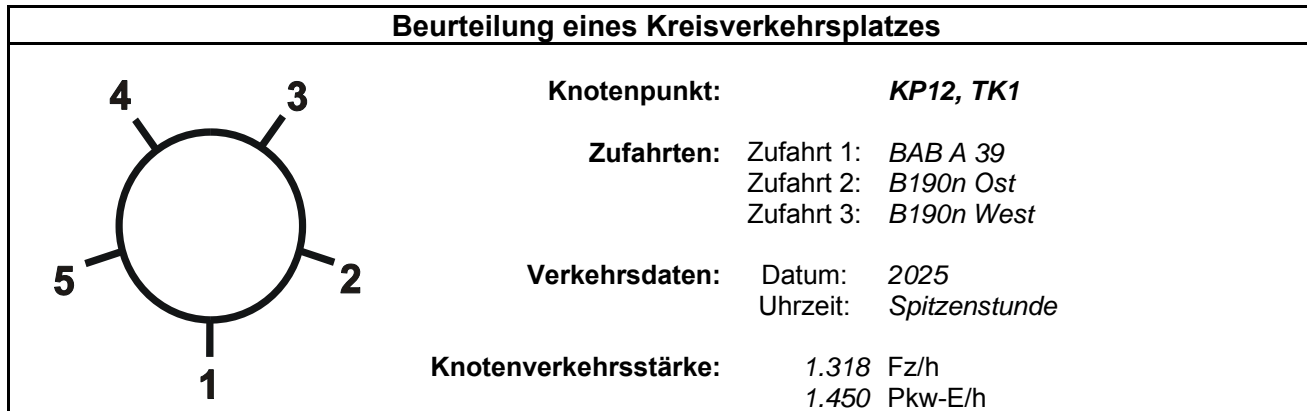 Beurteilung eines Kreisverkehrsplatzes
4 3
5 2
1
Knotenpunkt: KP12, TK1
Zufahrten: Zufahrt 1: BAB A 39
Zufahrt 2: B190n Ost
Zufahrt 3: B190n West
Verkehrsdaten: Datum: 2025
Uhrzeit: Spitzenstunde
Knotenverkehrsstärke: 1.318 Fz/h
1.450 Pkw-E/h